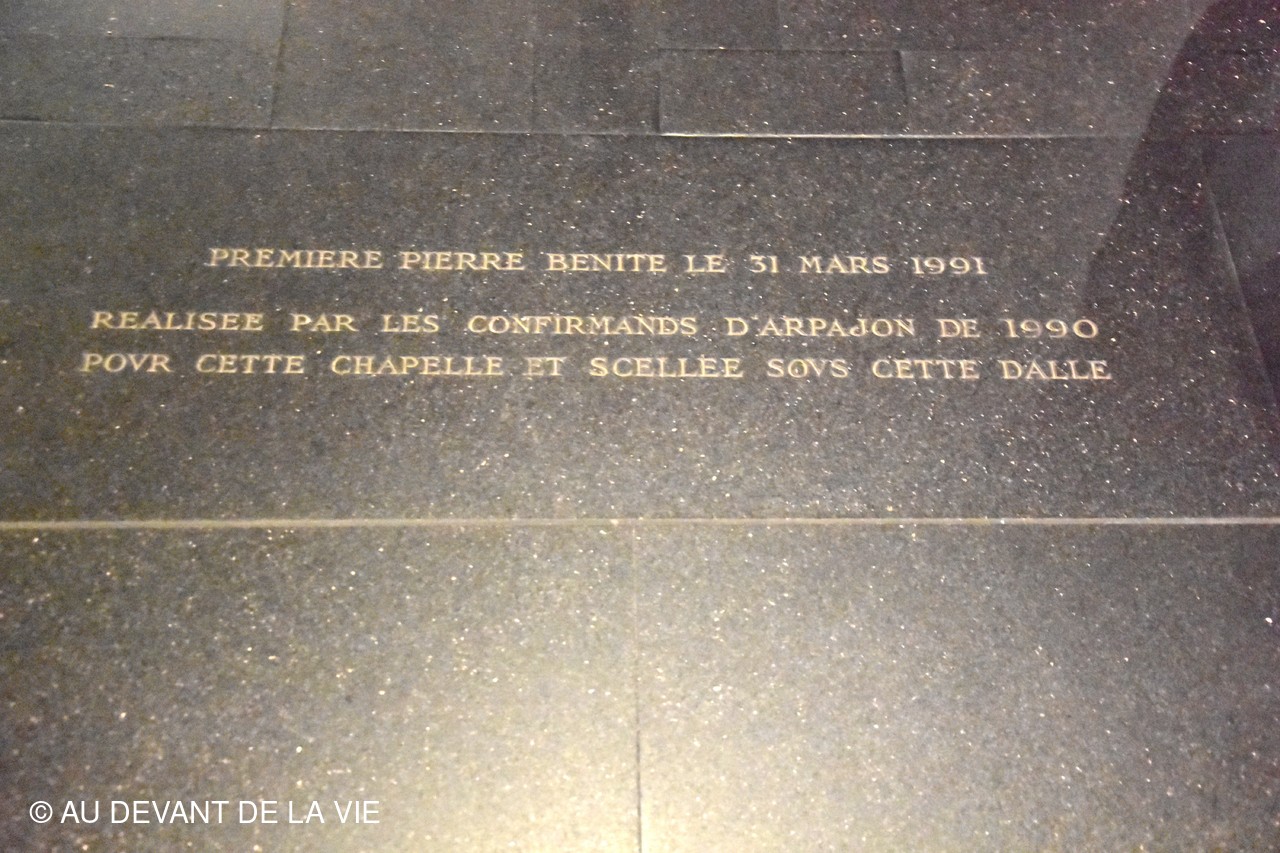 PREMIERE PIERRE BENITE LE 31 MARS 1991
REALISEE PAR LES CONFIRMANDS D'ARPAJON DE 1990
POVR CETTE CHAPELLE ET SCELLEE SOVS CETTE DALLE
© AU DEVANT DE LA VIE